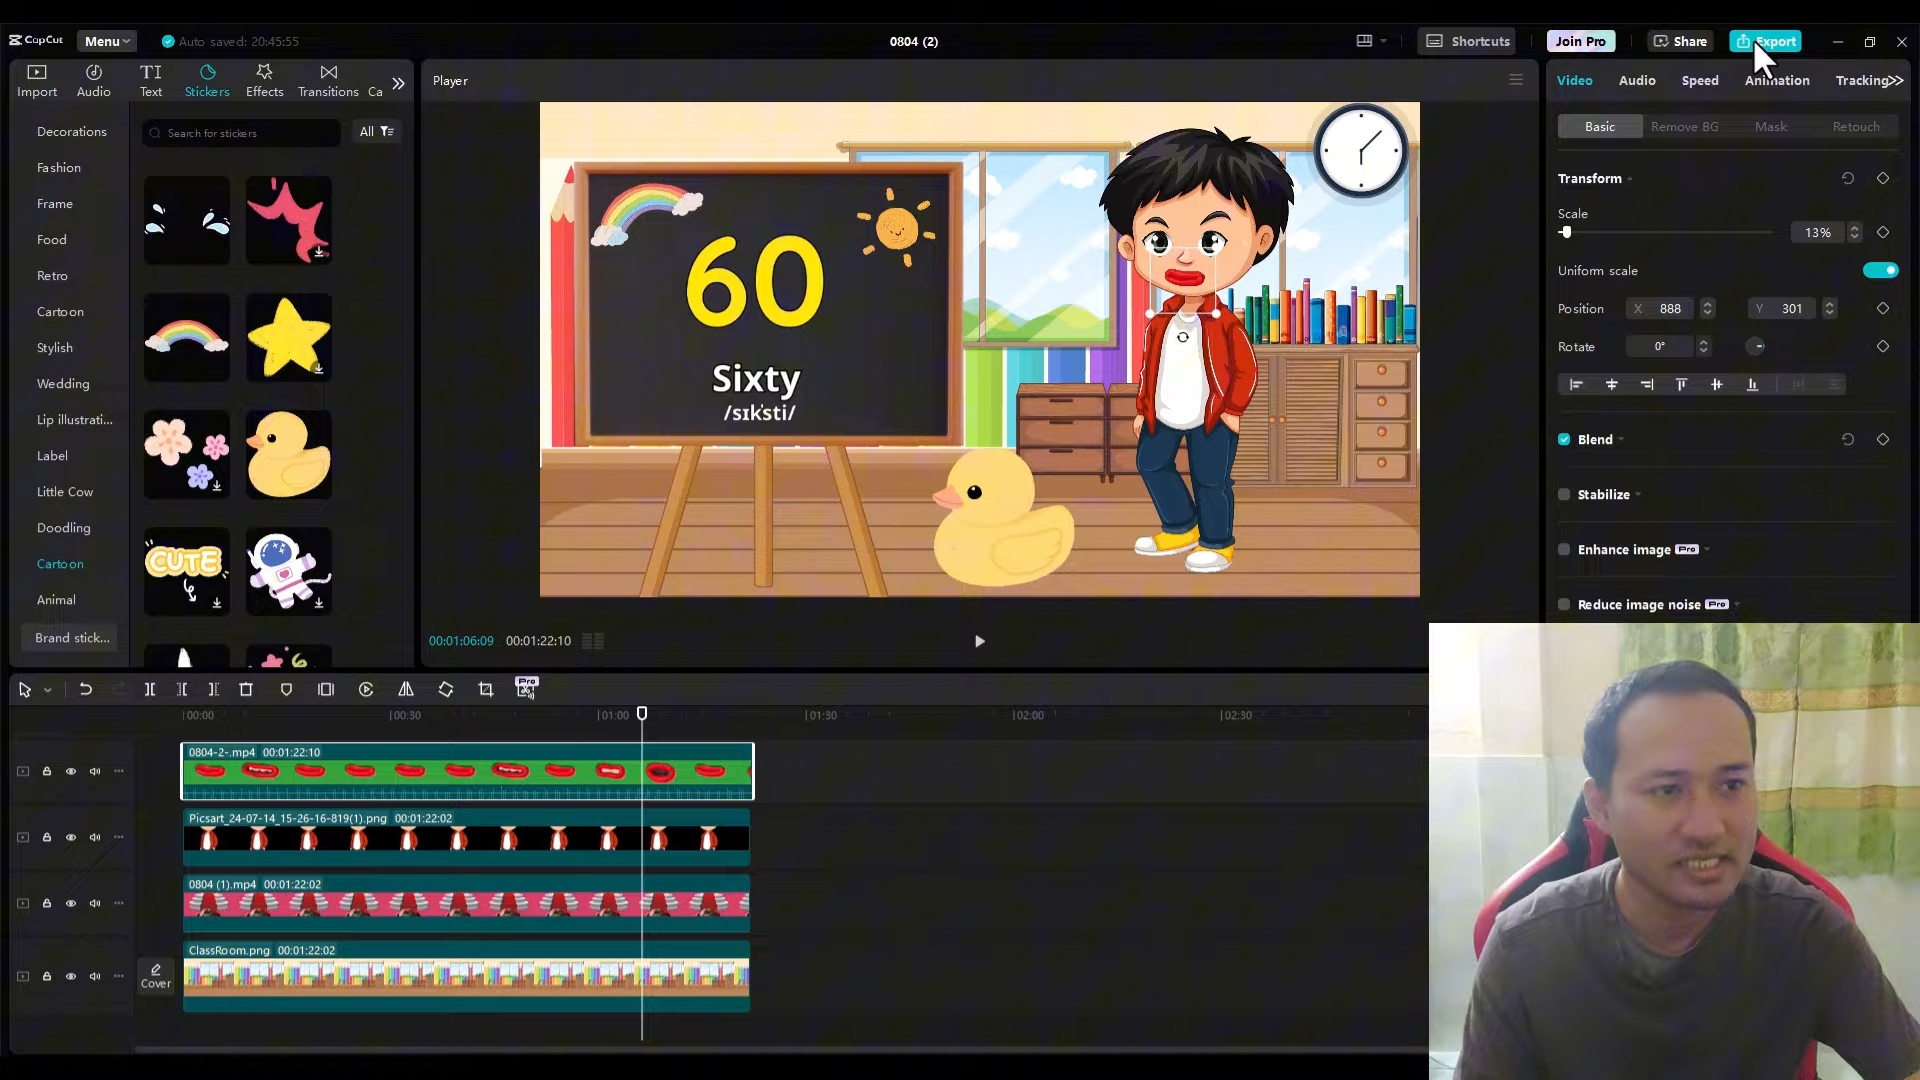 CapCut
Menu
Auto saved: 20:45:55
0804 (2)
Shortcuts
Join Pro
Share
Export
Import
Audio
Text
Stickers
Effects
Transitions
Ca
Player
Video
Audio
Speed
Animation
Tracking
Search for stickers
All
Basic
Remove BG
Mask
Retouch
Decorations
Fashion
Frame
Food
Retro
Cartoon
Stylish
Wedding
Lip illustrati...
Label
Little Cow
Doodling
Cartoon
Animal
Brand stick...
CUTE
60
Sixty
/sɪkˈsti/
Transform
Scale
13%
Uniform scale
Position
X 888
Y 301
Rotate
0°
Blend
Stabilize
Enhance image Pro
Reduce image noise Pro
00:01:06:09
00:01:22:10
Pro
00:00
00:30
01:00
01:30
02:00
02:30
0804-2-.mp4 00:01:22:10
Picsart_24-07-14_15-26-16-819(1).png 00:01:22:02
0804 (1).mp4 00:01:22:02
ClassRoom.png 00:01:22:02
Cover